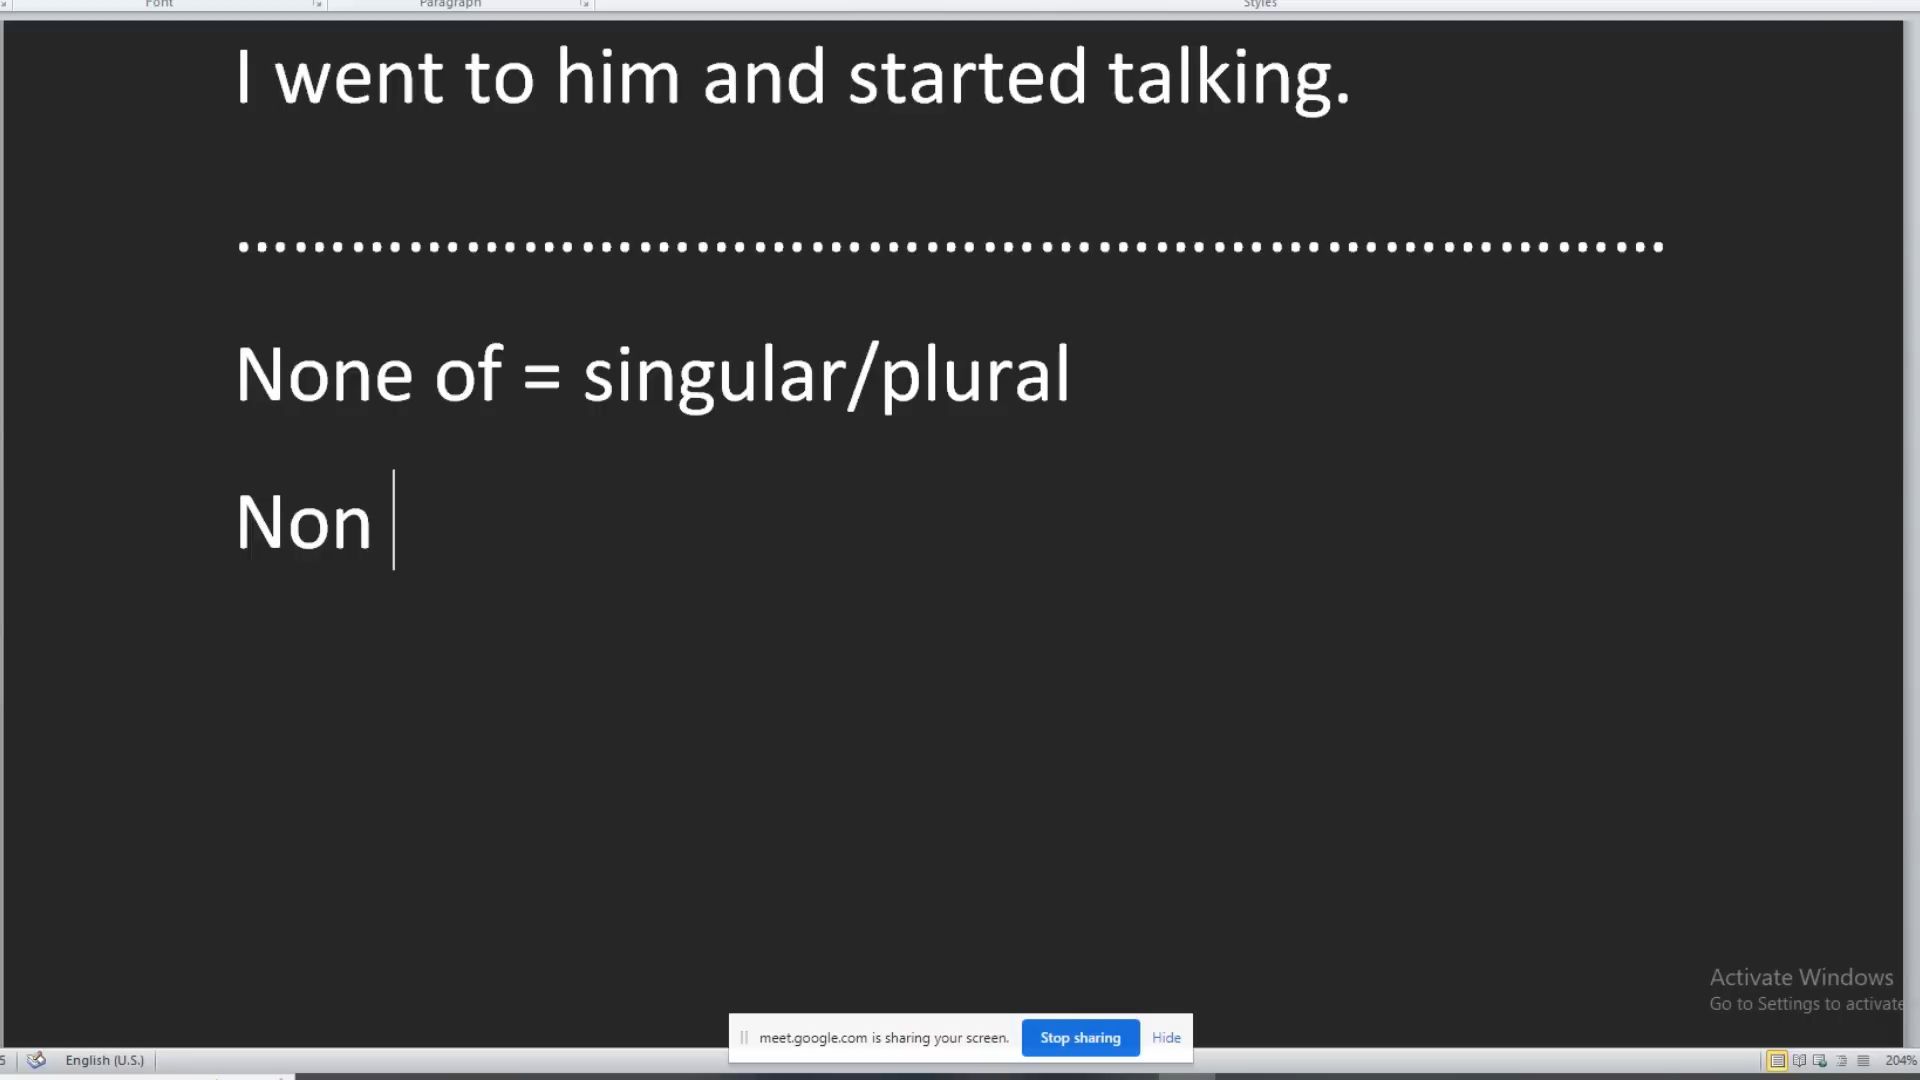 Font Paragraph Styles
I went to him and started talking.
................................................................................
None of = singular/plural
Non
Activate Windows
Go to Settings to activate
meet.google.com is sharing your screen. Stop sharing Hide
5 English (U.S.) 204%